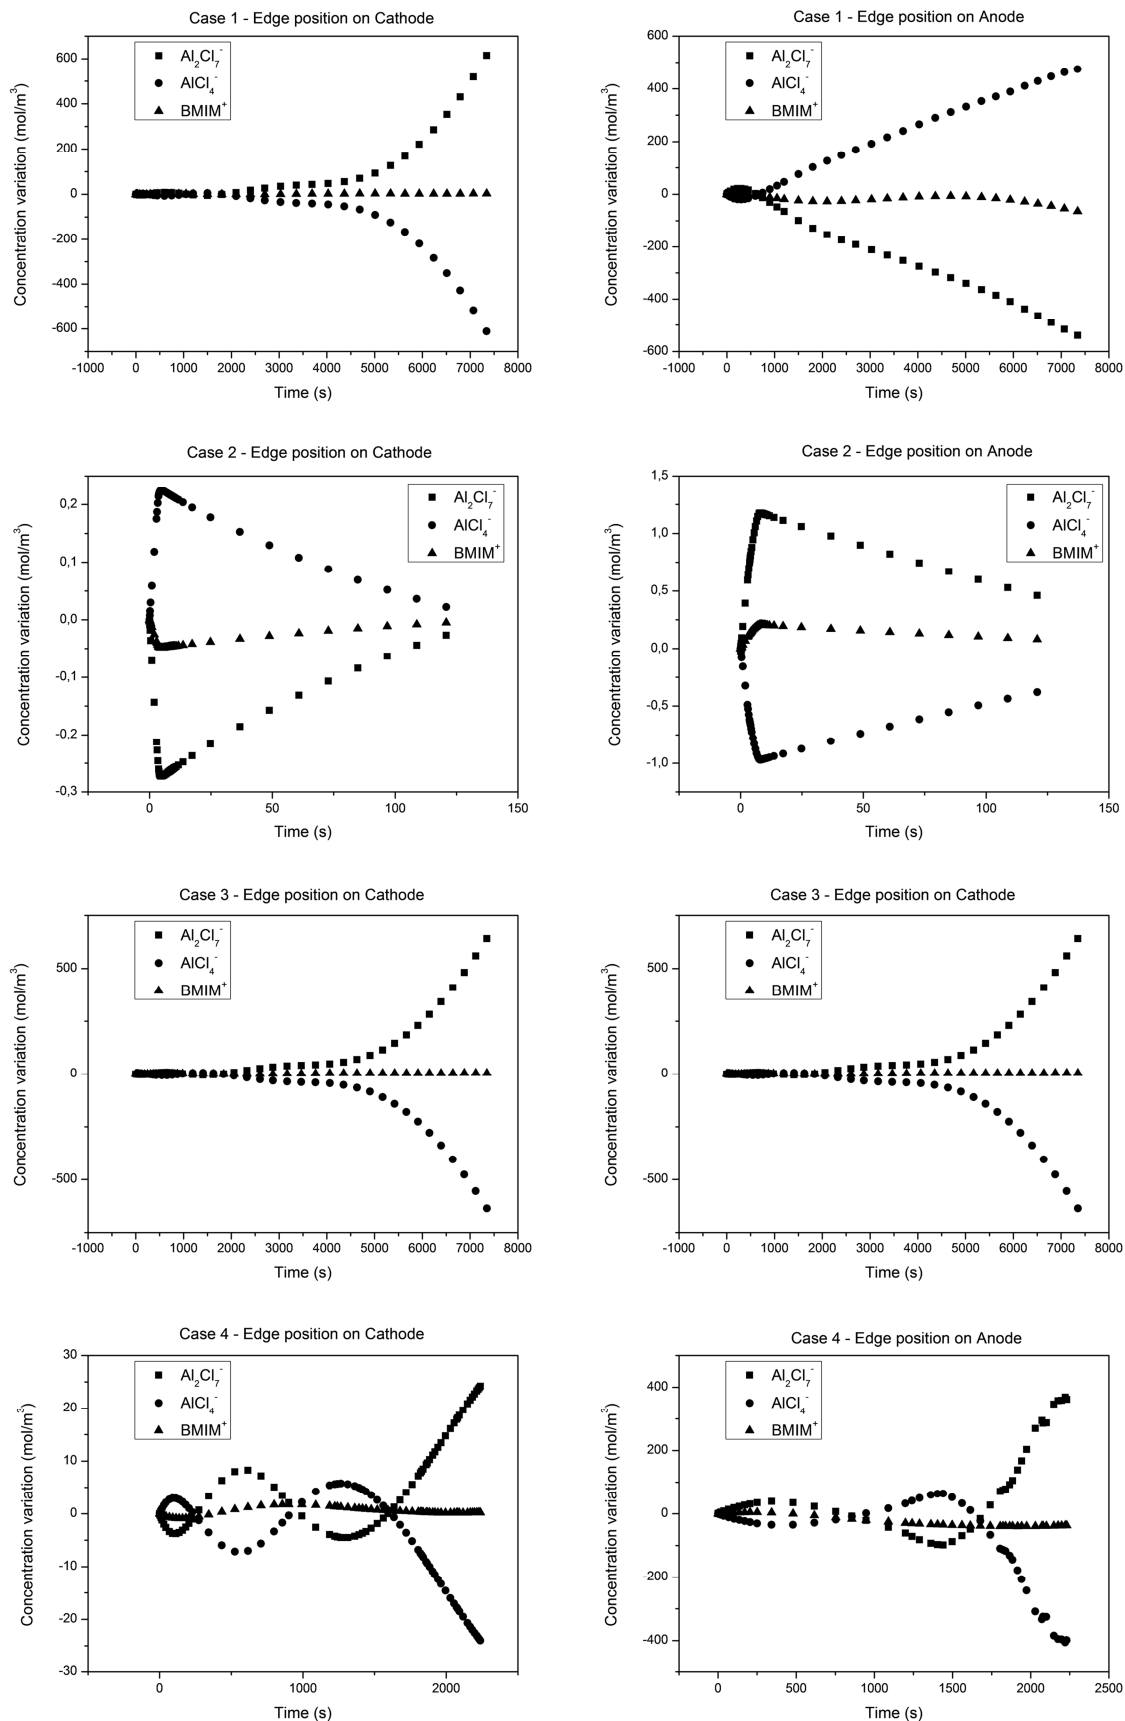 Case 1 - Edge position on Cathode
Concentration variation (mol/m³)
600
400
200
0
-200
-400
-600
Al₂Cl₇⁻
AlCl₄⁻
BMIM⁺
-1000 0 1000 2000 3000 4000 5000 6000 7000 8000
Time (s)
Case 1 - Edge position on Anode
Concentration variation (mol/m³)
600
400
200
0
-200
-400
-600
Al₂Cl₇⁻
AlCl₄⁻
BMIM⁺
-1000 0 1000 2000 3000 4000 5000 6000 7000 8000
Time (s)
Case 2 - Edge position on Cathode
Concentration variation (mol/m³)
0,2
0,1
0,0
-0,1
-0,2
-0,3
Al₂Cl₇⁻
AlCl₄⁻
BMIM⁺
0 50 100 150
Time (s)
Case 2 - Edge position on Anode
Concentration variation (mol/m³)
1,5
1,0
0,5
0,0
-0,5
-1,0
Al₂Cl₇⁻
AlCl₄⁻
BMIM⁺
0 50 100 150
Time (s)
Case 3 - Edge position on Cathode
Concentration variation (mol/m³)
500
0
-500
Al₂Cl₇⁻
AlCl₄⁻
BMIM⁺
-1000 0 1000 2000 3000 4000 5000 6000 7000 8000
Time (s)
Case 3 - Edge position on Cathode
Concentration variation (mol/m³)
500
0
-500
Al₂Cl₇⁻
AlCl₄⁻
BMIM⁺
-1000 0 1000 2000 3000 4000 5000 6000 7000 8000
Time (s)
Case 4 - Edge position on Cathode
Concentration variation (mol/m³)
30
20
10
0
-10
-20
-30
Al₂Cl₇⁻
AlCl₄⁻
BMIM⁺
0 1000 2000
Time (s)
Case 4 - Edge position on Anode
Concentration variation (mol/m³)
400
200
0
-200
-400
Al₂Cl₇⁻
AlCl₄⁻
BMIM⁺
0 500 1000 1500 2000 2500
Time (s)